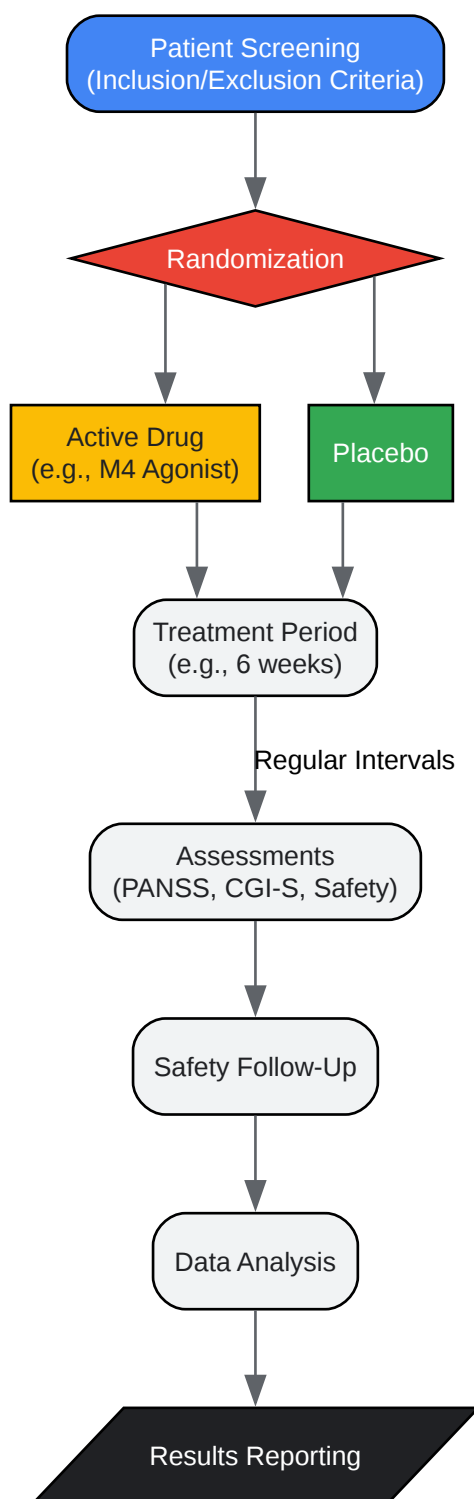 Patient Screening
(Inclusion/Exclusion Criteria)
Randomization
Active Drug
(e.g., M4 Agonist)
Placebo
Treatment Period
(e.g., 6 weeks)
Regular Intervals
Assessments
(PANSS, CGI-S, Safety)
Safety Follow-Up
Data Analysis
Results Reporting